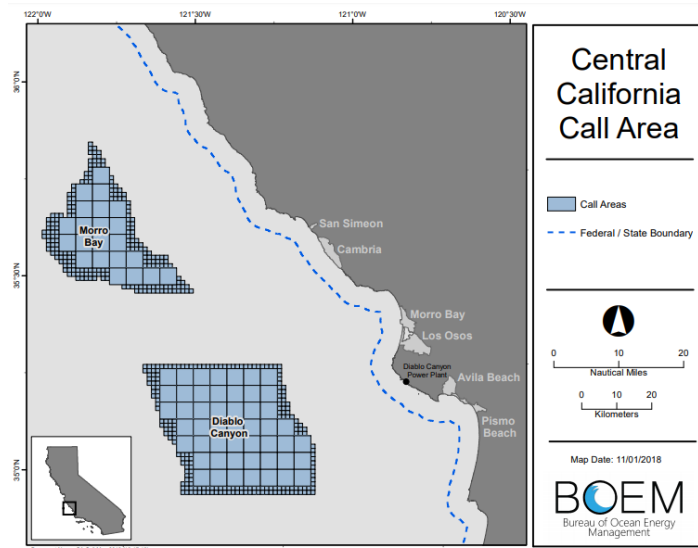 122°0'W 121°30'W 121°0'W 120°30'W
36°0'N
35°30'N
35°0'N
Morro
Bay
San Simeon
Cambria
Morro Bay
Los Osos
Diablo Canyon
Power Plant
Avila Beach
Pismo
Beach
Diablo
Canyon
Central
California
Call Area
Call Areas
Federal / State Boundary
N
0 10 20
Nautical Miles
0 10 20
Kilometers
Map Date: 11/01/2018
BOEM
Bureau of Ocean Energy
Management